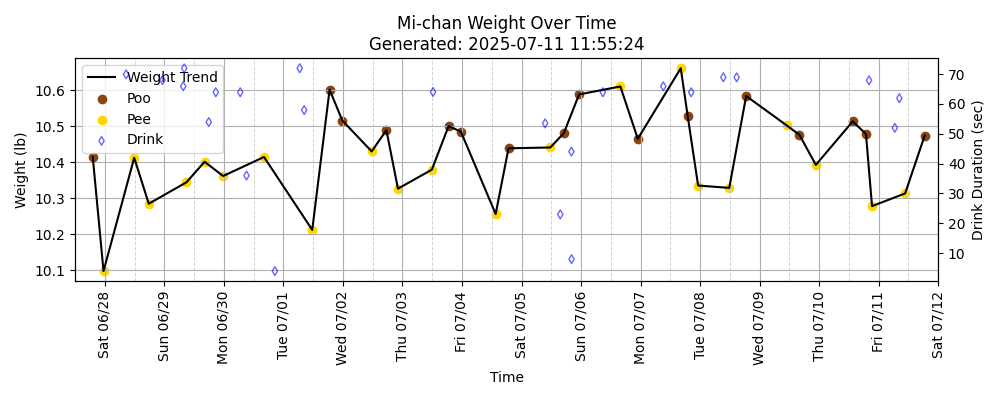 Mi-chan Weight Over Time
Generated: 2025-07-11 11:55:24
Weight Trend
Poo
Pee
Drink
Weight (lb)
10.6
10.5
10.4
10.3
10.2
10.1
70
60
50
40
30
20
10
Drink Duration (sec)
Sat 06/28
Sun 06/29
Mon 06/30
Tue 07/01
Wed 07/02
Thu 07/03
Fri 07/04
Sat 07/05
Sun 07/06
Mon 07/07
Tue 07/08
Wed 07/09
Thu 07/10
Fri 07/11
Sat 07/12
Time